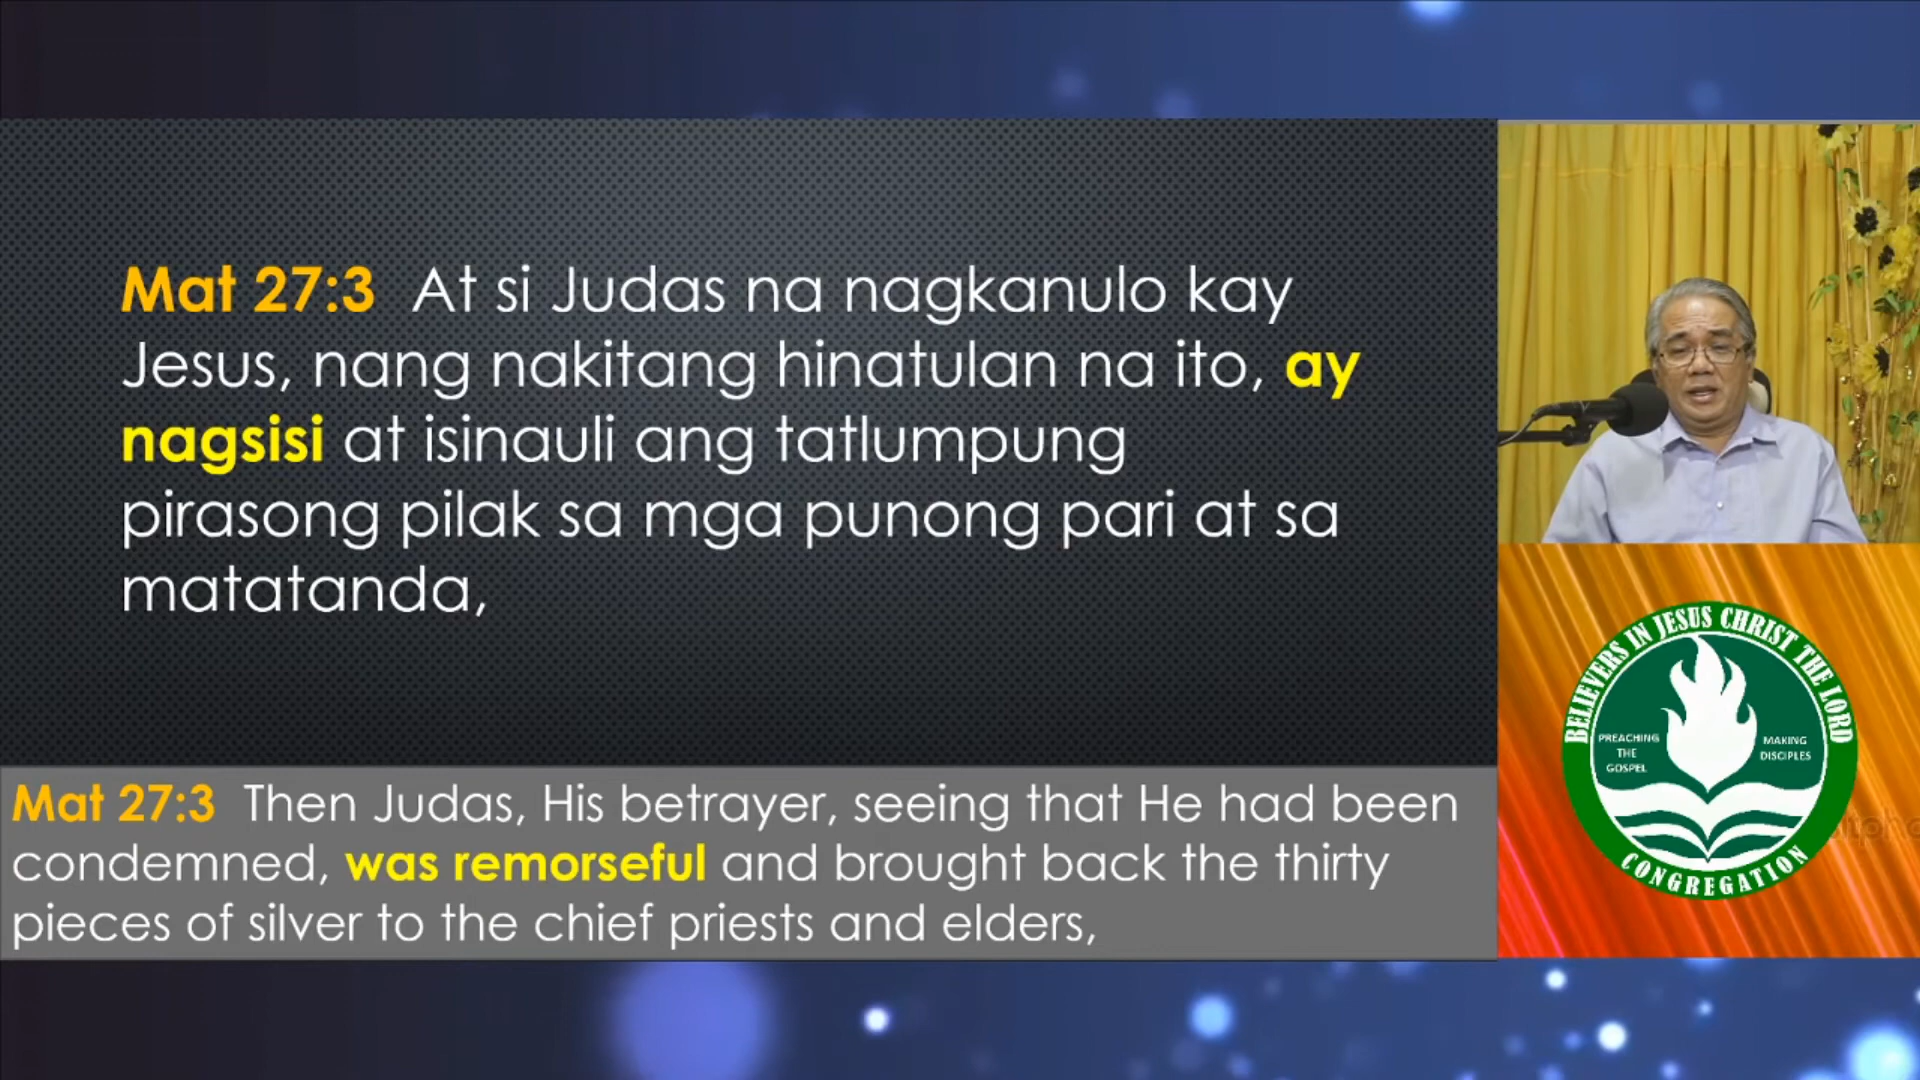 Mat 27:3 At si Judas na nagkanulo kay
Jesus, nang nakitang hinatulan na ito, ay
nagsisi at isinauli ang tatlumpung
pirasong pilak sa mga punong pari at sa
matatanda,
Mat 27:3 Then Judas, His betrayer, seeing that He had been
condemned, was remorseful and brought back the thirty
pieces of silver to the chief priests and elders,
BELIEVERS IN JESUS CHRIST THE LORD
PREACHING
THE
GOSPEL
MAKING
DISCIPLES
CONGREGATION